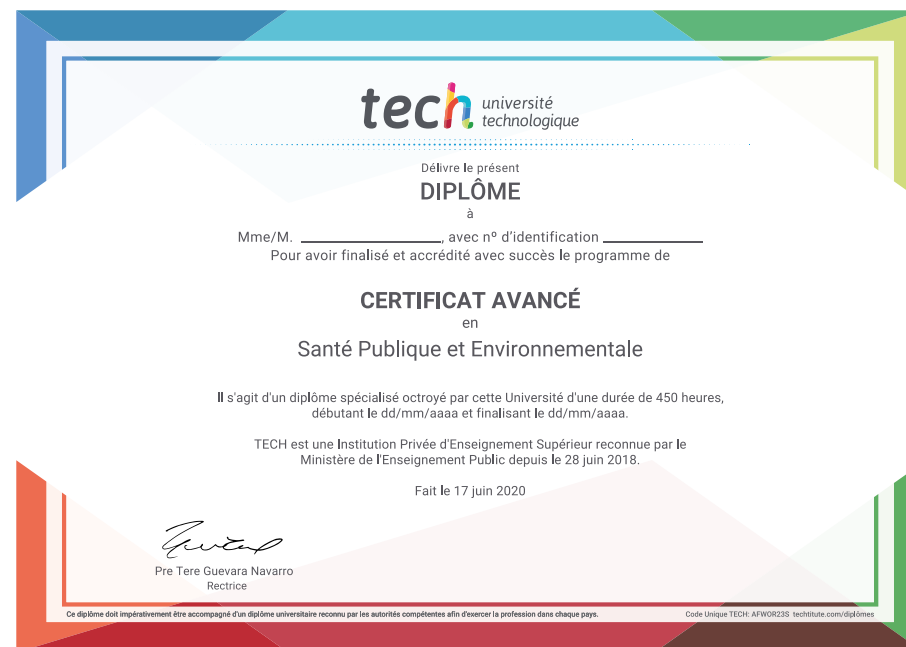 tech université
technologique
Délivre le présent
DIPLÔME
à
Mme/M. ____________________, avec nº d'identification ______________
Pour avoir finalisé et accrédité avec succès le programme de
CERTIFICAT AVANCÉ
en
Santé Publique et Environnementale
Il s'agit d'un diplôme spécialisé octroyé par cette Université d'une durée de 450 heures,
débutant le dd/mm/aaaa et finalisant le dd/mm/aaaa.
TECH est une Institution Privée d'Enseignement Supérieur reconnue par le
Ministère de l'Enseignement Public depuis le 28 juin 2018.
Fait le 17 juin 2020
Pre Tere Guevara Navarro
Rectrice
Ce diplôme doit impérativement être accompagné d'un diplôme universitaire reconnu par les autorités compétentes afin d'exercer la profession dans chaque pays.
Code Unique TECH: AFWOR23S techtitute.com/diplômes